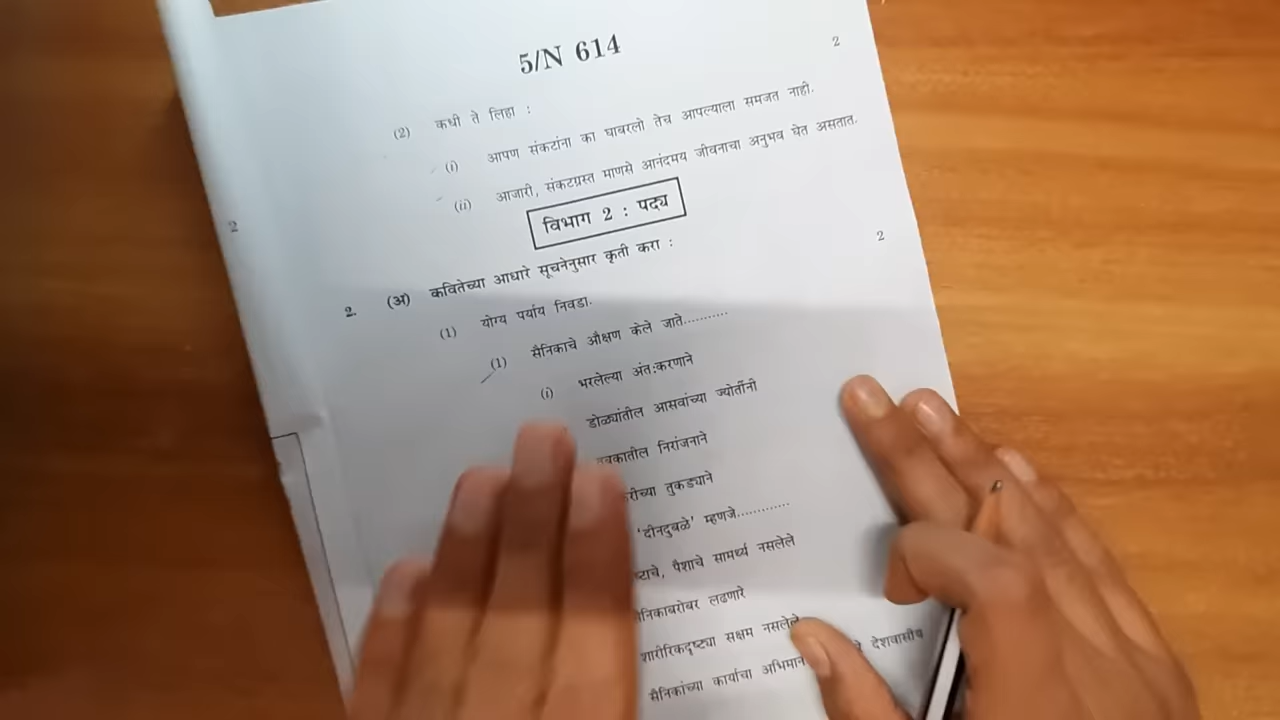 5/N 614
(2) कधी ते लिहा : 2
(i) आपण संकटांना का घाबरलो तेच आपल्याला समजत नाही.
(ii) आजारी, संकटग्रस्त माणसे आनंदमय जीवनाचा अनुभव घेत असतात.
2
विभाग 2 : पद्य
2. (अ) कवितेच्या आधारे सूचनेनुसार कृती करा : 2
(1) योग्य पर्याय निवडा.
(1) सैनिकाचे औक्षण केले जाते...........
(i) भरलेल्या अंतःकरणाने
डोळ्यांतील आसवांच्या ज्योतींनी
निरांजनाने
तुकड्याने
'दीनदुबळे' म्हणजे.............
पैशाचे सामर्थ्य नसलेले
लढणारे
शारीरिकदृष्ट्या सक्षम नसलेले
सैनिकांच्या कार्याचा अभिमान देशवासीय